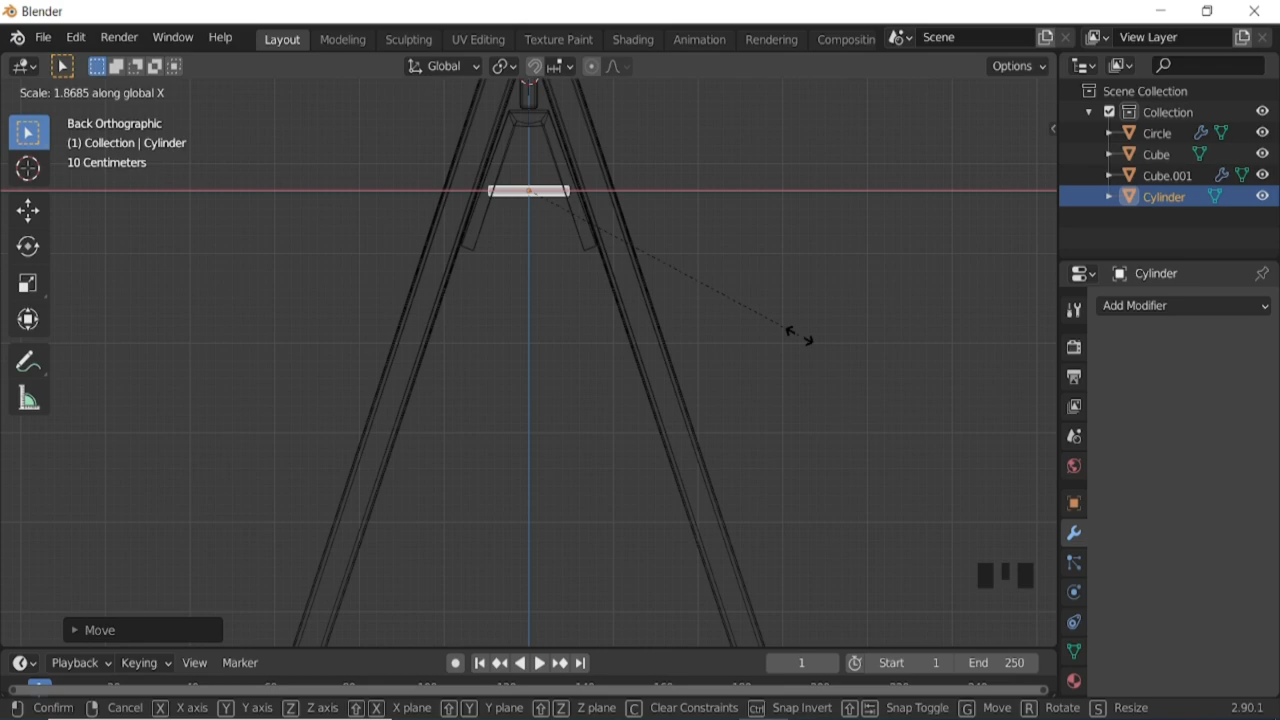 Blender
File Edit Render Window Help Layout Modeling Sculpting UV Editing Texture Paint Shading Animation Rendering Compositin Scene View Layer
Global Options
Scale: 1.8685 along global X
Back Orthographic
(1) Collection | Cylinder
10 Centimeters
Scene Collection
Collection
Circle
Cube
Cube.001
Cylinder
Cylinder
Add Modifier
Move
Playback Keying View Marker 1 Start 1 End 250
Confirm Cancel X X axis Y Y axis Z Z axis X X plane Y Y plane Z Z plane C Clear Constraints Ctrl Snap Invert Snap Toggle G Move R Rotate S Resize 2.90.1